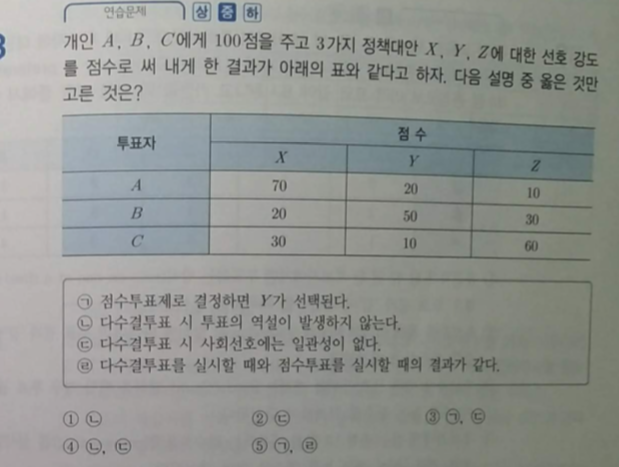 연습문제 상 중 하
개인 A, B, C에게 100점을 주고 3가지 정책대안 X, Y, Z에 대한 선호 강도
를 점수로 써 내게 한 결과가 아래의 표와 같다고 하자. 다음 설명 중 옳은 것만
고른 것은?
투표자 점수
X Y Z
A 70 20 10
B 20 50 30
C 30 10 60
㉠ 점수투표제로 결정하면 Y가 선택된다.
㉡ 다수결투표 시 투표의 역설이 발생하지 않는다.
㉢ 다수결투표 시 사회선호에는 일관성이 없다.
㉣ 다수결투표를 실시할 때와 점수투표를 실시할 때의 결과가 같다.
① ㉡ ② ㉢ ③ ㉠, ㉢
④ ㉡, ㉢ ⑤ ㉠, ㉣